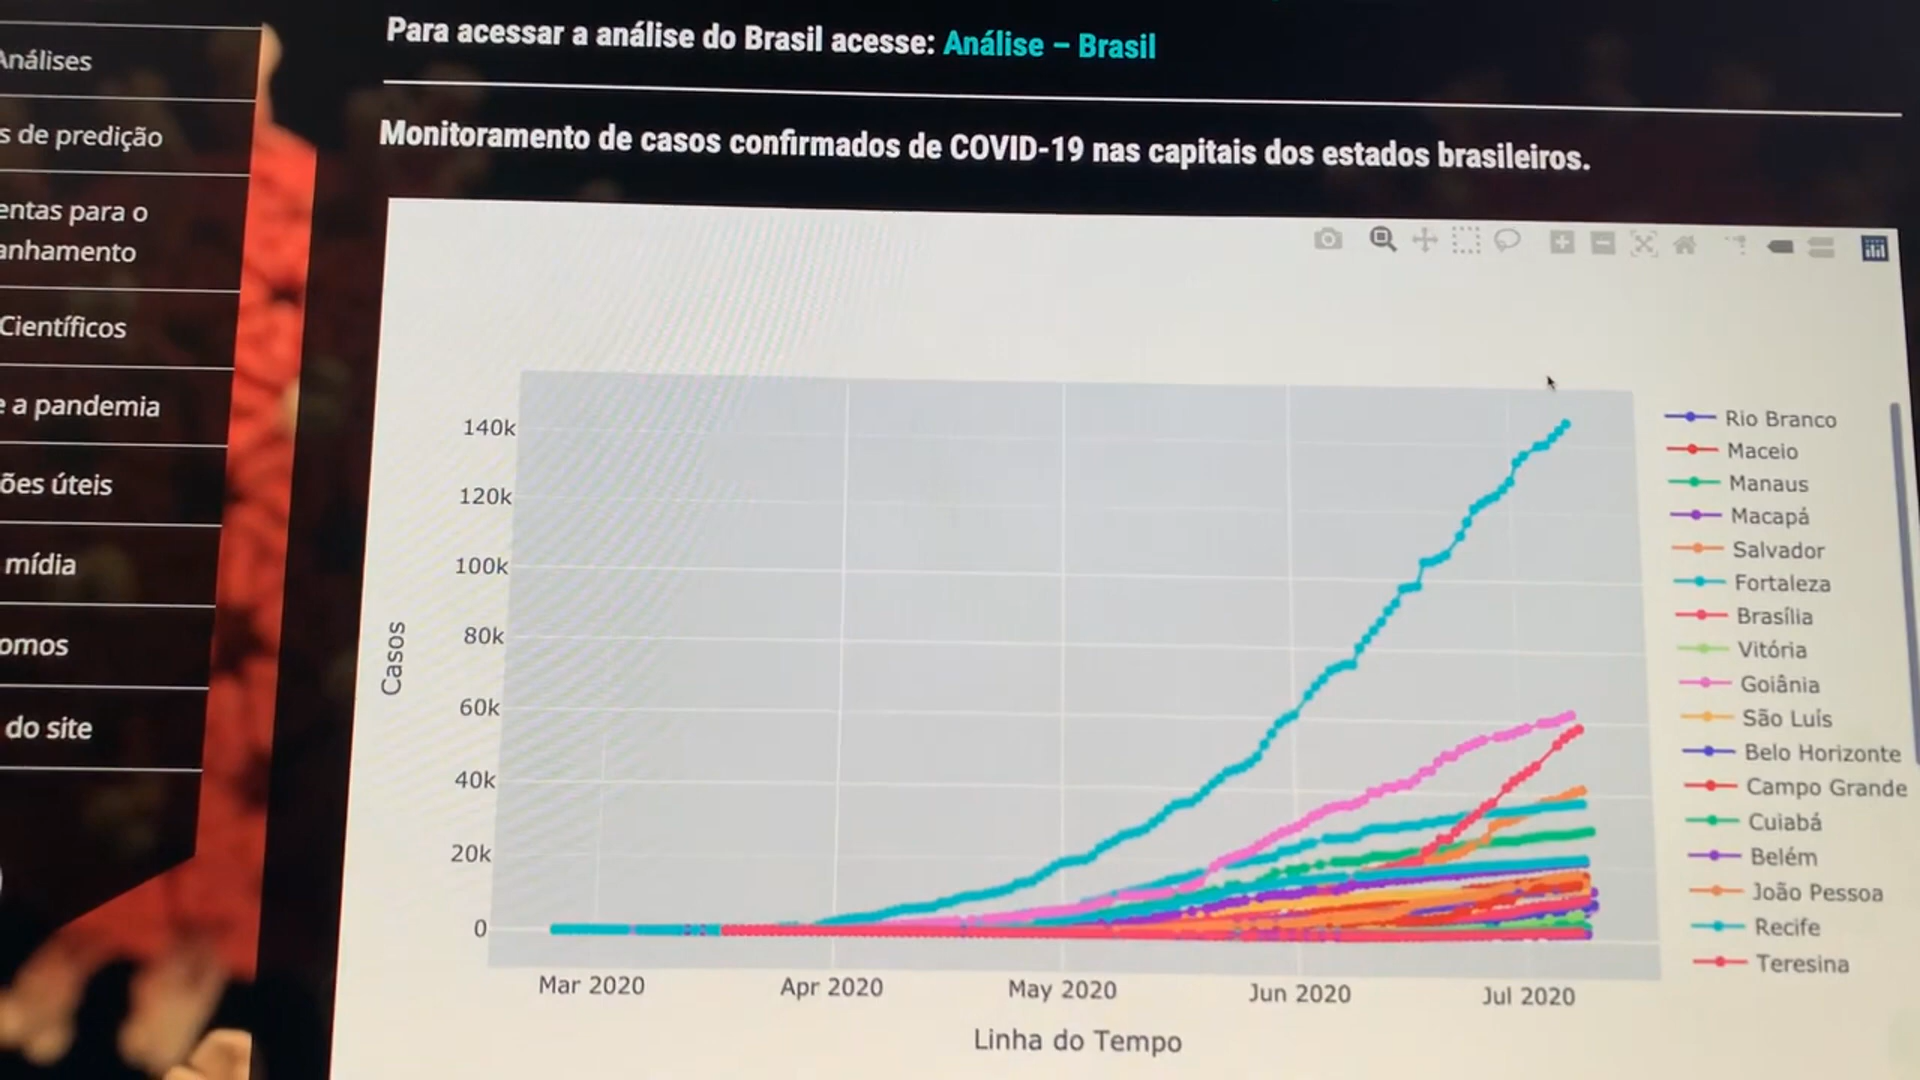 Para acessar a análise do Brasil acesse: Análise – Brasil
Análises
s de predição
entas para o
anhamento
Científicos
e a pandemia
ões úteis
mídia
omos
do site
Monitoramento de casos confirmados de COVID-19 nas capitais dos estados brasileiros.
140k
120k
100k
80k
60k
40k
20k
0
Casos
Mar 2020
Apr 2020
May 2020
Jun 2020
Jul 2020
Linha do Tempo
Rio Branco
Maceio
Manaus
Macapá
Salvador
Fortaleza
Brasília
Vitória
Goiânia
São Luís
Belo Horizonte
Campo Grande
Cuiabá
Belém
João Pessoa
Recife
Teresina